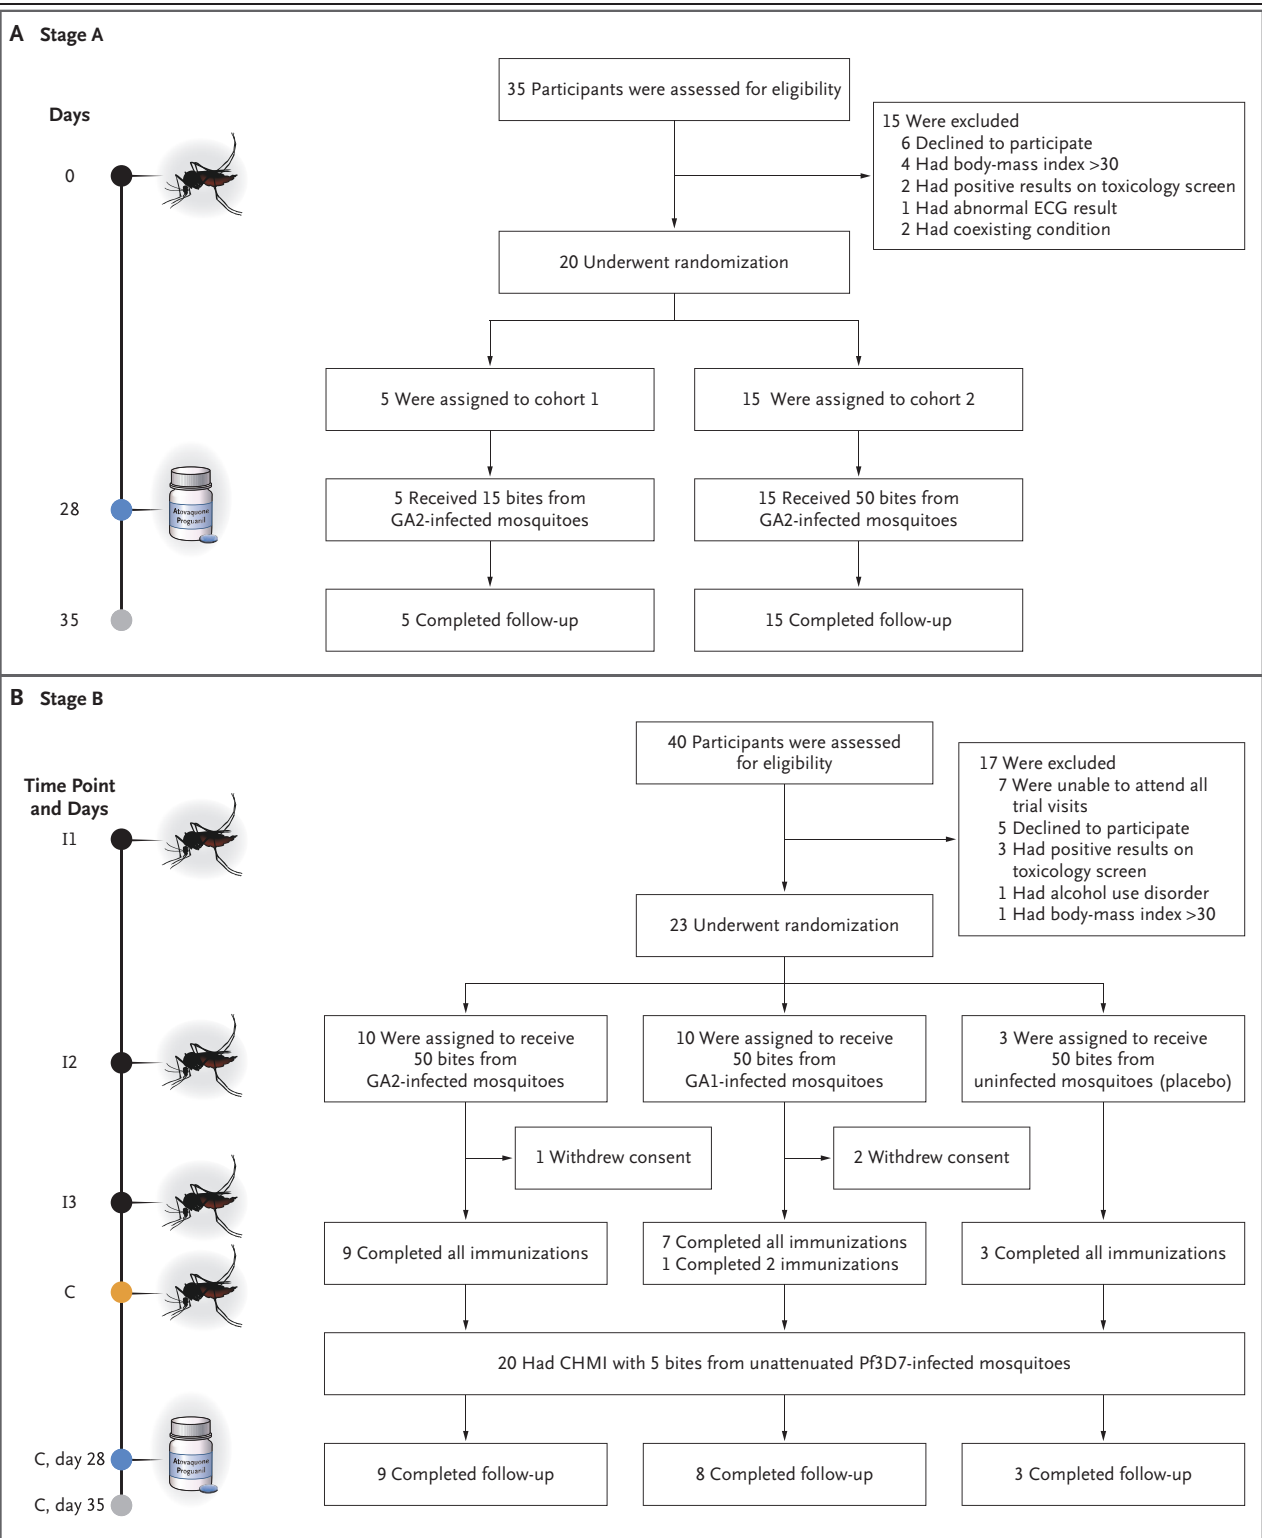 A Stage A
35 Participants were assessed for eligibility
Days
15 Were excluded
6 Declined to participate
4 Had body-mass index >30
2 Had positive results on toxicology screen
1 Had abnormal ECG result
2 Had coexisting condition
0
20 Underwent randomization
5 Were assigned to cohort 1
15 Were assigned to cohort 2
28
Atovaquone
Proguanil
5 Received 15 bites from
GA2-infected mosquitoes
15 Received 50 bites from
GA2-infected mosquitoes
35
5 Completed follow-up
15 Completed follow-up
B Stage B
40 Participants were assessed
for eligibility
Time Point
and Days
17 Were excluded
7 Were unable to attend all
trial visits
5 Declined to participate
3 Had positive results on
toxicology screen
1 Had alcohol use disorder
1 Had body-mass index >30
I1
23 Underwent randomization
I2
10 Were assigned to receive
50 bites from
GA2-infected mosquitoes
10 Were assigned to receive
50 bites from
GA1-infected mosquitoes
3 Were assigned to receive
50 bites from
uninfected mosquitoes (placebo)
1 Withdrew consent
2 Withdrew consent
I3
9 Completed all immunizations
7 Completed all immunizations
1 Completed 2 immunizations
3 Completed all immunizations
C
20 Had CHMI with 5 bites from unattenuated Pf3D7-infected mosquitoes
C, day 28
Atovaquone
Proguanil
9 Completed follow-up
8 Completed follow-up
3 Completed follow-up
C, day 35